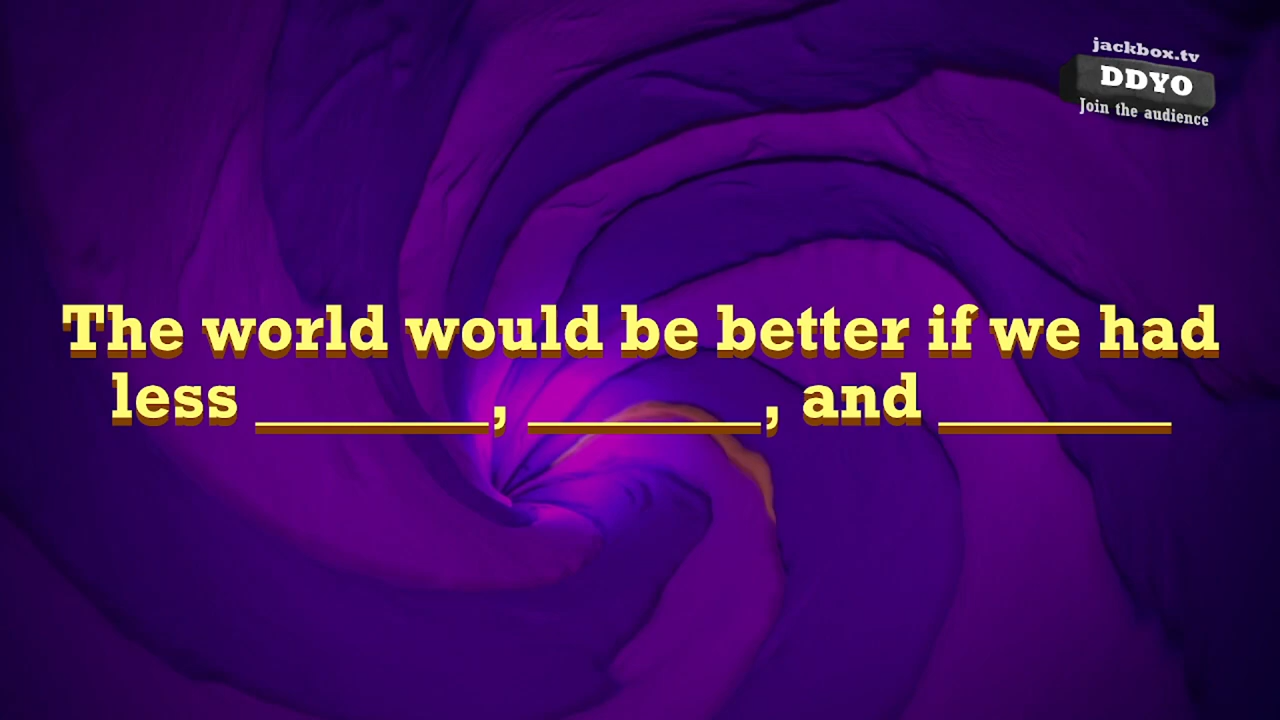 jackbox.tv
DDYO
Join the audience
The world would be better if we had
less ________, ________, and ________